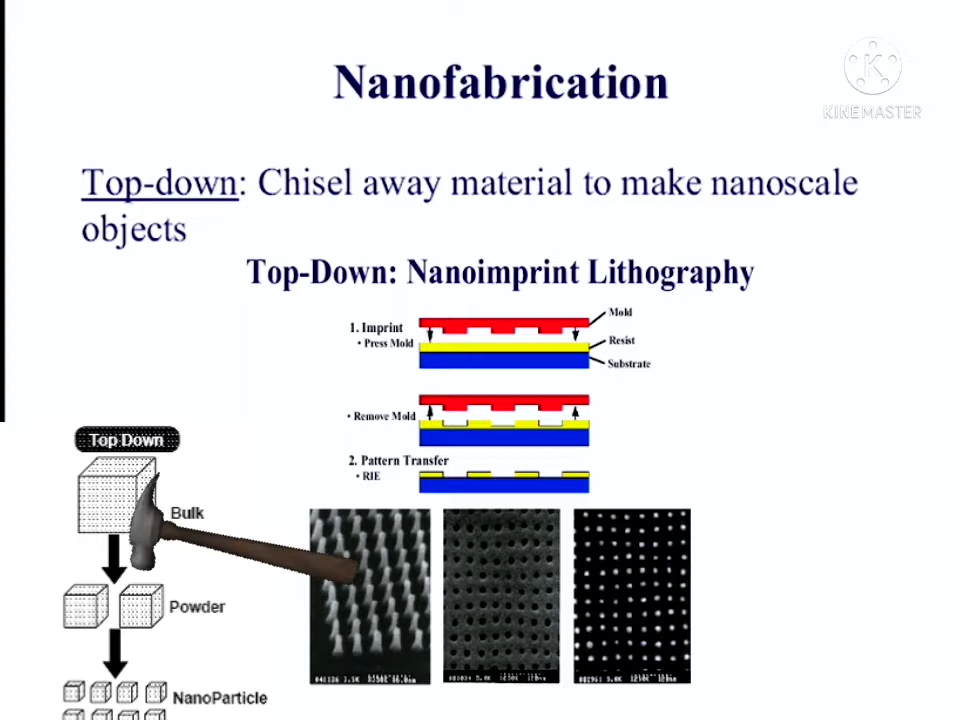 Nanofabrication
KINEMASTER
Top-down: Chisel away material to make nanoscale
objects
Top-Down: Nanoimprint Lithography
1. Imprint
• Press Mold
Mold
Resist
Substrate
• Remove Mold
2. Pattern Transfer
• RIE
Top Down
Bulk
Powder
NanoParticle